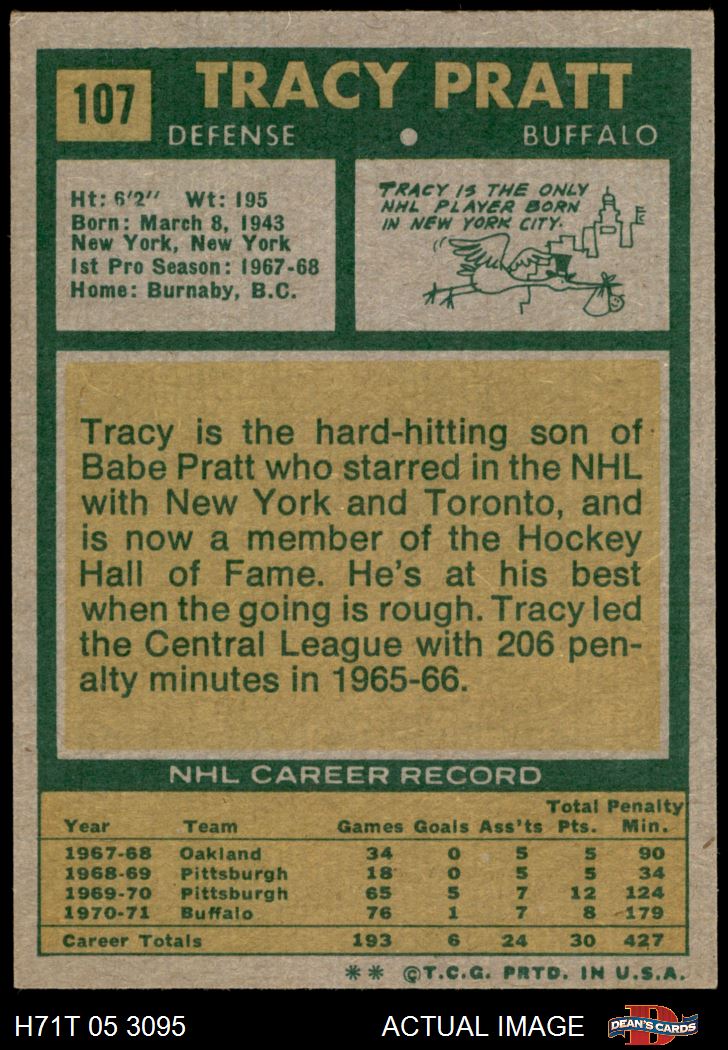 107
TRACY PRATT
DEFENSE
BUFFALO
Ht: 6'2" Wt: 195
Born: March 8, 1943
New York, New York
1st Pro Season: 1967-68
Home: Burnaby, B.C.
TRACY IS THE ONLY
NHL PLAYER BORN
IN NEW YORK CITY.
Tracy is the hard-hitting son of
Babe Pratt who starred in the NHL
with New York and Toronto, and
is now a member of the Hockey
Hall of Fame. He's at his best
when the going is rough. Tracy led
the Central League with 206 pen-
alty minutes in 1965-66.
NHL CAREER RECORD
Total Penalty
Year Team Games Goals Ass'ts Pts. Min.
1967-68 Oakland 34 0 5 5 90
1968-69 Pittsburgh 18 0 5 5 34
1969-70 Pittsburgh 65 5 7 12 124
1970-71 Buffalo 76 1 7 8 179
Career Totals 193 6 24 30 427
** ©T.C.G. PRTD. IN U.S.A.
H71T 05 3095
ACTUAL IMAGE
D
DEAN'S CARDS